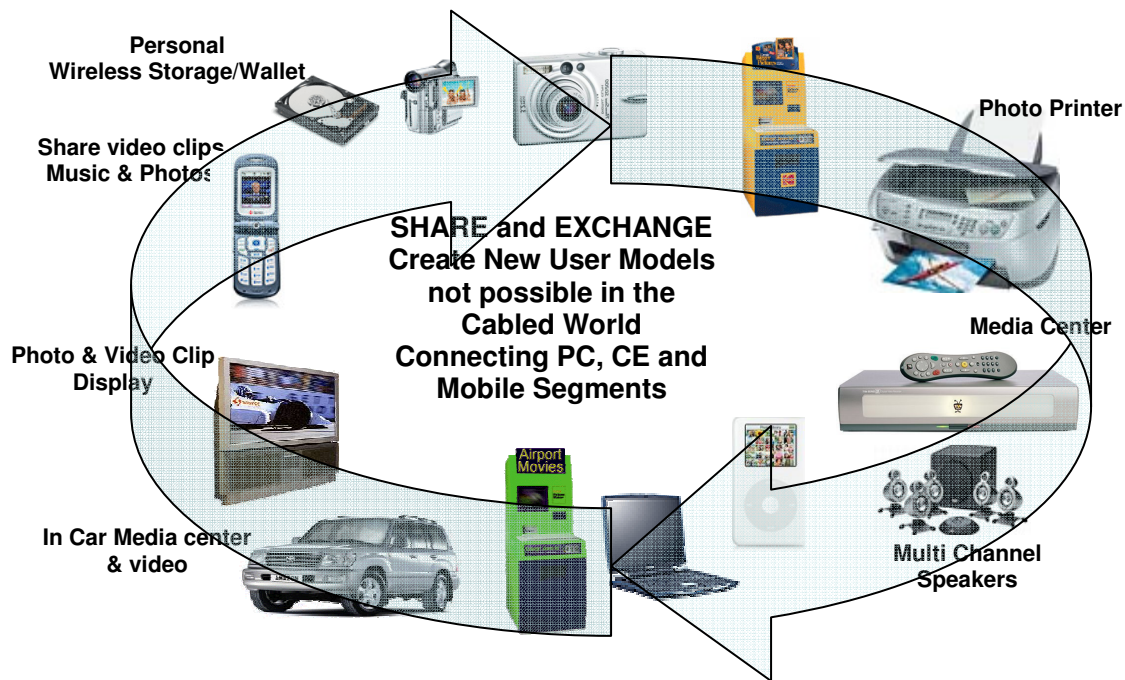 Personal
Wireless Storage/Wallet
Share video clips
Music & Photos
Photo Printer
SHARE and EXCHANGE
Create New User Models
not possible in the
Cabled World
Connecting PC, CE and
Mobile Segments
Media Center
Photo & Video Clip
Display
Airport
Movies
In Car Media center
& video
Multi Channel
Speakers